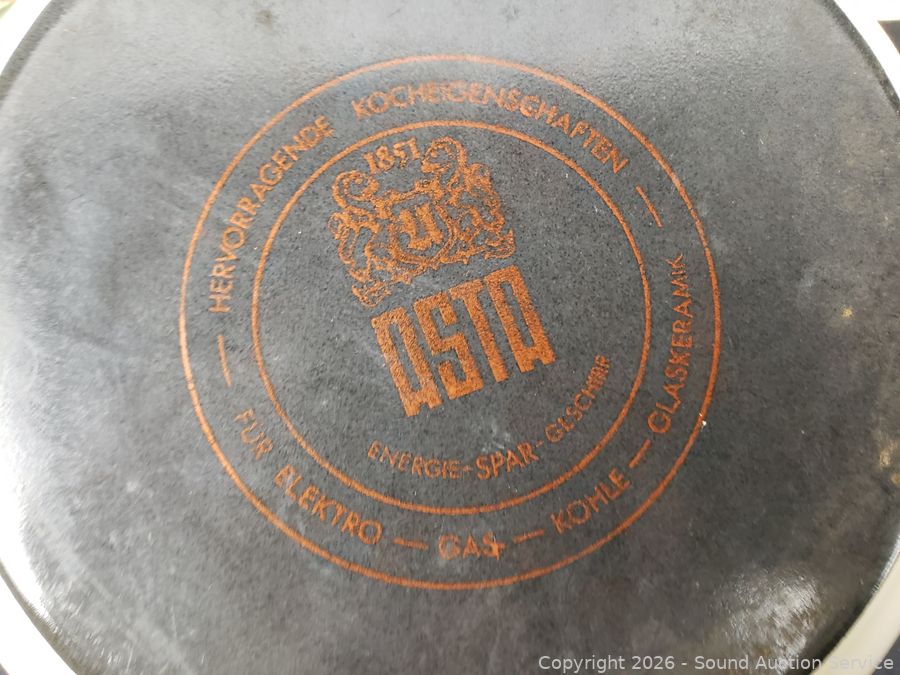 HERVORRAGENDE KOCHEIGENSCHAFTEN —
— FÜR ELEKTRO — GAS — KOHLE — GLASKERAMIK
1851
U
ASTA
ENERGIE-SPAR-GESCHIRR
Copyright 2026 - Sound Auction Service